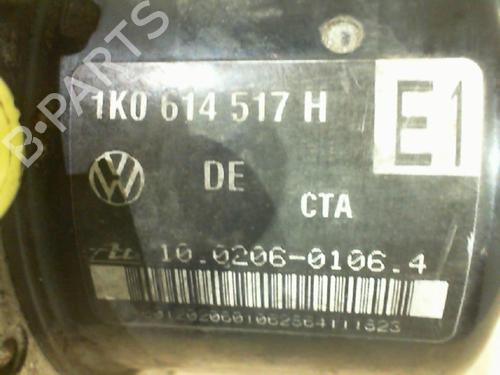 B-PARTS
1K0 614 517 H
E1
DE
CTA
10.0206-0106.4